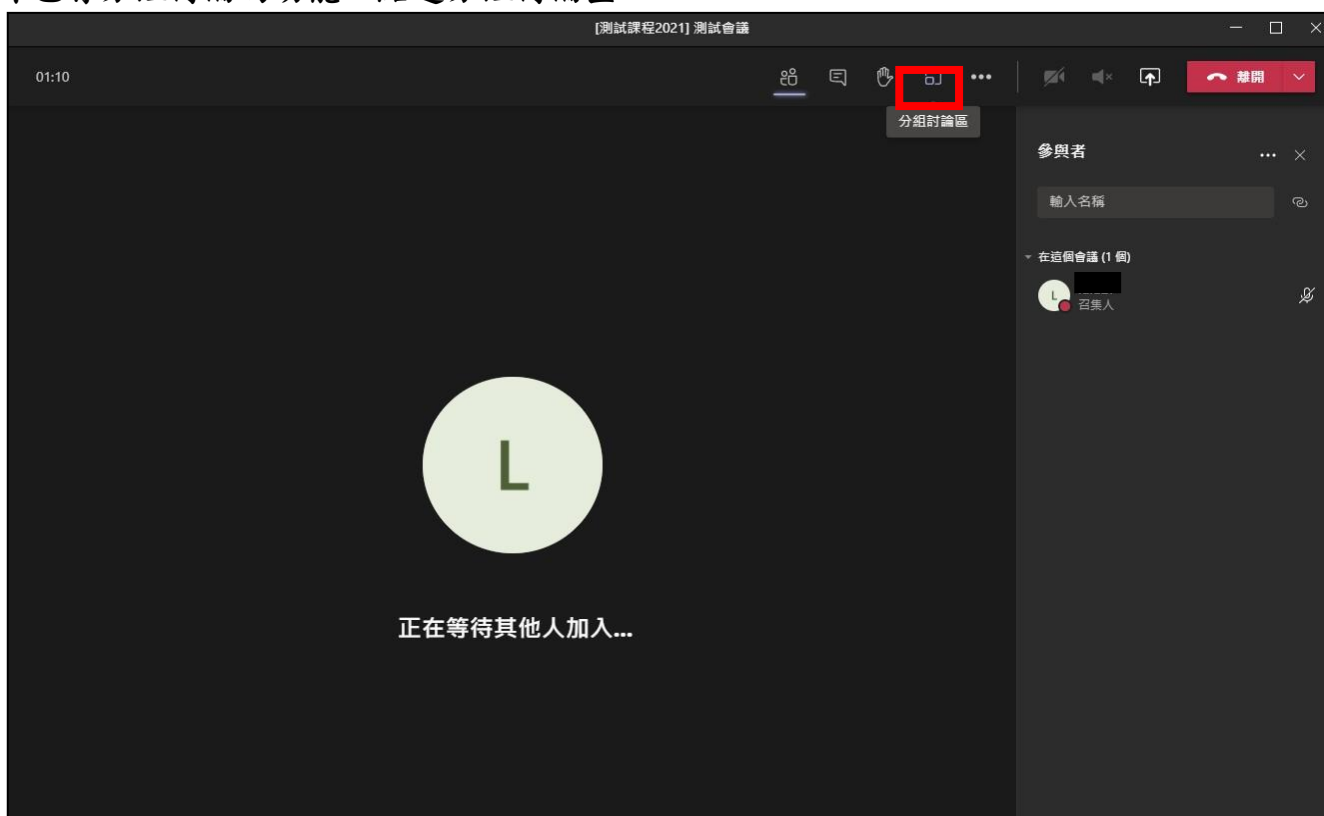 [測試課程2021] 測試會議
01:10
離開
分組討論區
參與者
輸入名稱
在這個會議 (1 個)
L
召集人
L
正在等待其他人加入...